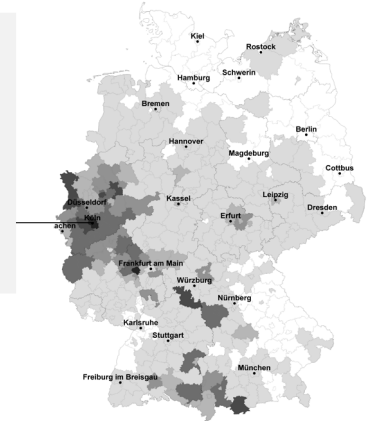 Kiel
Rostock
Schwerin
Hamburg
Bremen
Berlin
Hannover
Magdeburg
Cottbus
Leipzig
Kassel
Düsseldorf
Dresden
Erfurt
Köln
achen
Frankfurt am Main
Würzburg
Nürnberg
Karlsruhe
Stuttgart
München
Freiburg im Breisgau